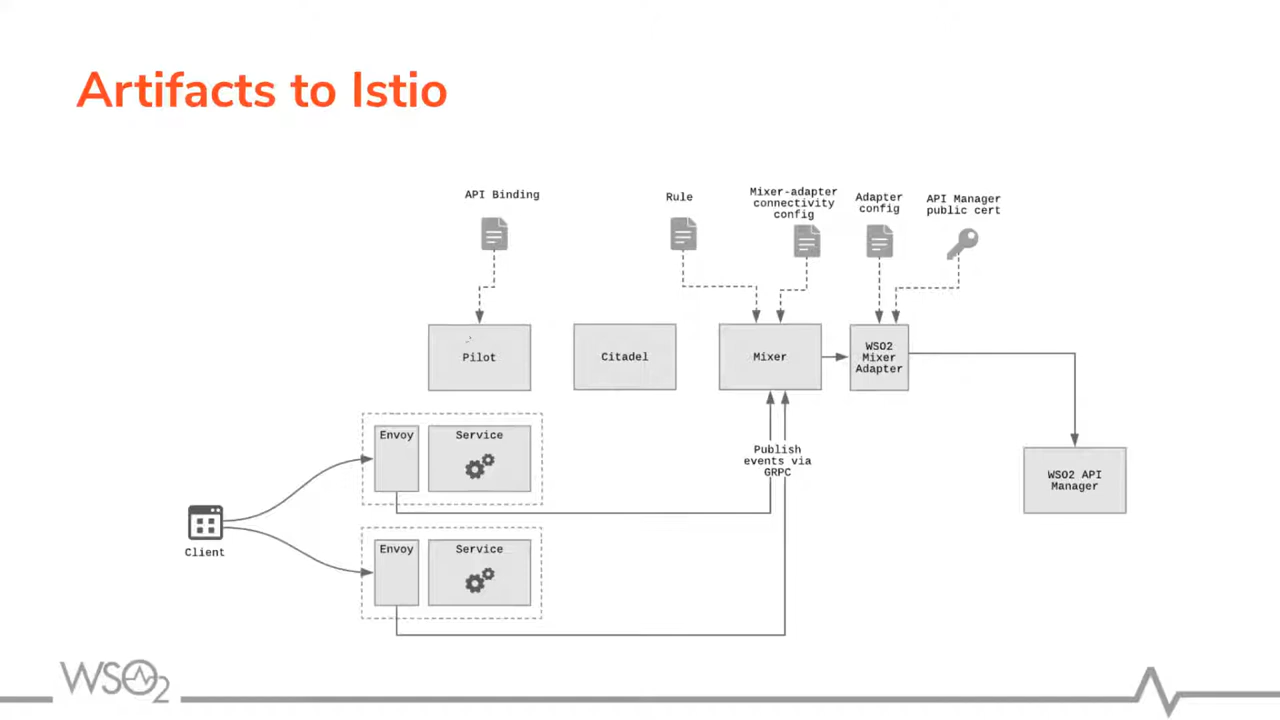 Artifacts to Istio
API Binding
Rule
Mixer-adapter
connectivity
config
Adapter
config
API Manager
public cert
Pilot
Citadel
Mixer
WSO2
Mixer
Adapter
Envoy
Service
Publish
events via
GRPC
WSO2 API
Manager
Client
Envoy
Service
WSO2